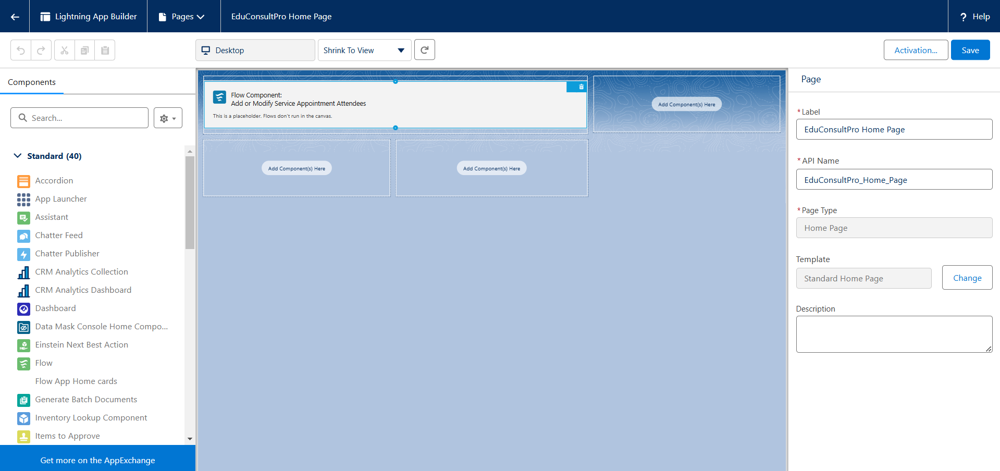 Lightning App Builder
Pages
EduConsultPro Home Page
? Help
Desktop
Shrink To View
Activation...
Save
Components
Search...
Standard (40)
Accordion
App Launcher
Assistant
Chatter Feed
Chatter Publisher
CRM Analytics Collection
CRM Analytics Dashboard
Dashboard
Data Mask Console Home Compo...
Einstein Next Best Action
Flow
Flow App Home cards
Generate Batch Documents
Inventory Lookup Component
Items to Approve
Get more on the AppExchange
Flow Component:
Add or Modify Service Appointment Attendees
This is a placeholder. Flows don't run in the canvas.
Add Component(s) Here
Add Component(s) Here
Add Component(s) Here
Page
*Label
EduConsultPro Home Page
*API Name
EduConsultPro_Home_Page
*Page Type
Home Page
Template
Standard Home Page
Change
Description